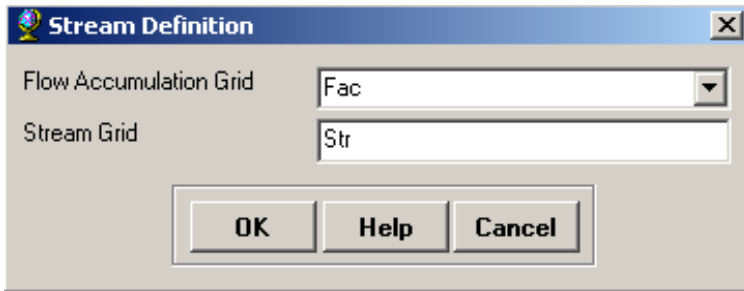 Stream Definition
Flow Accumulation Grid Fac
Stream Grid Str
OK Help Cancel